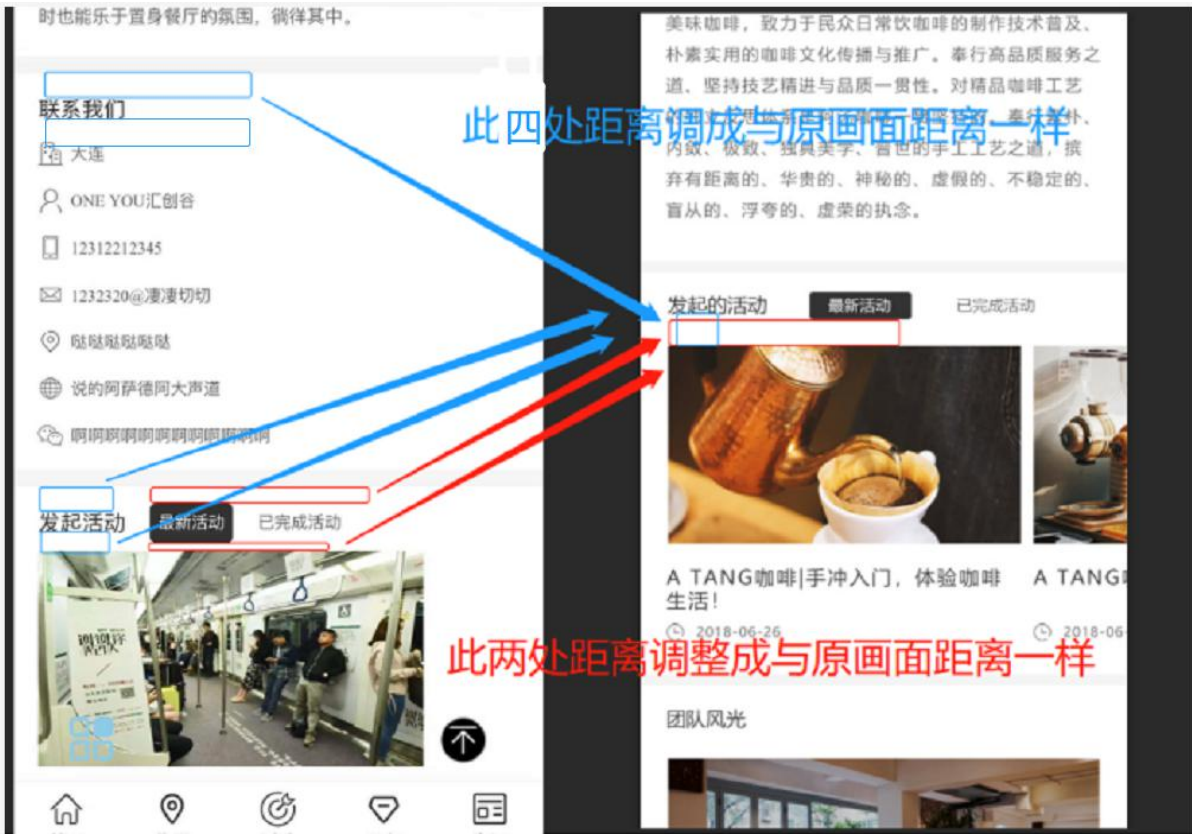 时也能乐于置身餐厅的氛围，徜徉其中。
联系我们
大连
ONE YOU汇创谷
12312212345
1232320@凄凄切切
哒哒哒哒哒哒
说的阿萨德阿大声道
啊啊啊啊啊啊啊啊啊啊啊
发起活动
最新活动
已完成活动
美味咖啡，致力于民众日常饮咖啡的制作技术普及、
朴素实用的咖啡文化传播与推广。奉行高品质服务之
道、坚持技艺精进与品质一贯性。对精品咖啡工艺
此四处距离调成与原画面距离一样
内敛、极致、独具美学、普世的手工工艺之道，摈
弃有距离的、华贵的、神秘的、虚假的、不稳定的、
盲从的、浮夸的、虚荣的执念。
发起的活动
最新活动
已完成活动
A TANG咖啡|手冲入门，体验咖啡
生活！
2018-06-26
A TANG
2018-06-
此两处距离调整成与原画面距离一样
团队风光